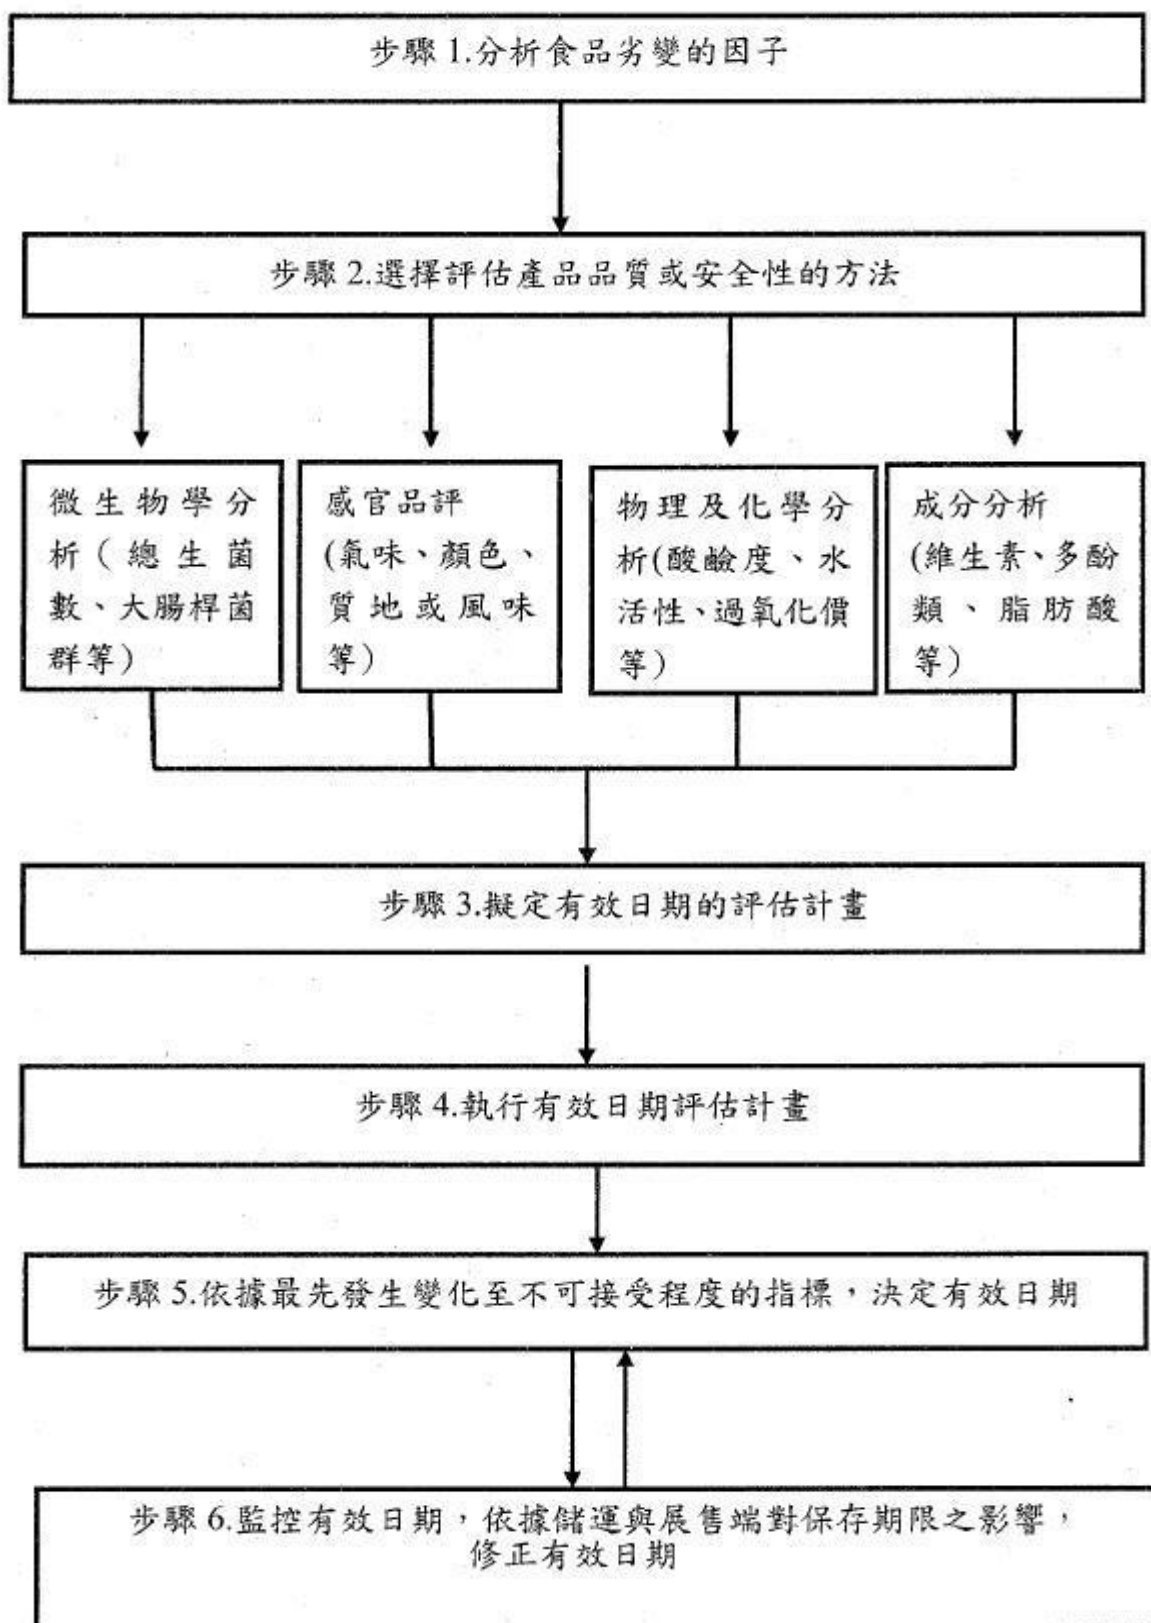 步驟 1.分析食品劣變的因子
步驟 2.選擇評估產品品質或安全性的方法
微生物學分
析(總生菌
數、大腸桿菌
群等)
感官品評
(氣味、顏色、
質地或風味
等)
物理及化學分
析(酸鹼度、水
活性、過氧化價
等)
成分分析
(維生素、多酚
類、脂肪酸
等)
步驟 3.擬定有效日期的評估計畫
步驟 4.執行有效日期評估計畫
步驟 5.依據最先發生變化至不可接受程度的指標,決定有效日期
步驟 6.監控有效日期,依據儲運與展售端對保存期限之影響,
修正有效日期